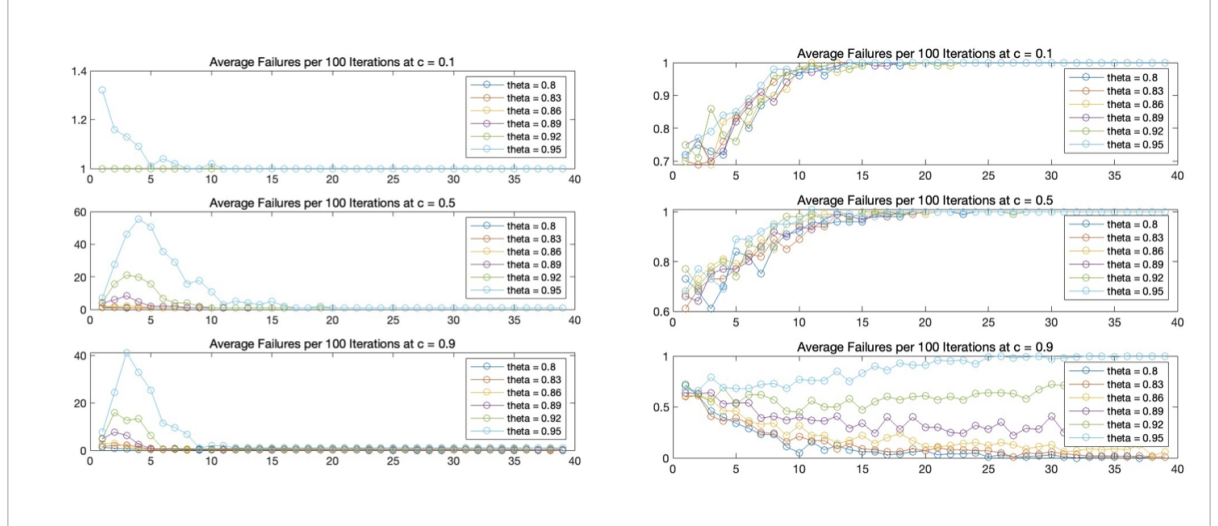 Average Failures per 100 Iterations at c = 0.1
1.4
1.2
1
0 5 10 15 20 25 30 35 40
theta = 0.8
theta = 0.83
theta = 0.86
theta = 0.89
theta = 0.92
theta = 0.95
Average Failures per 100 Iterations at c = 0.5
60
40
20
0
0 5 10 15 20 25 30 35 40
theta = 0.8
theta = 0.83
theta = 0.86
theta = 0.89
theta = 0.92
theta = 0.95
Average Failures per 100 Iterations at c = 0.9
40
20
0
0 5 10 15 20 25 30 35 40
theta = 0.8
theta = 0.83
theta = 0.86
theta = 0.89
theta = 0.92
theta = 0.95
Average Failures per 100 Iterations at c = 0.1
1
0.9
0.8
0.7
0 5 10 15 20 25 30 35 40
theta = 0.8
theta = 0.83
theta = 0.86
theta = 0.89
theta = 0.92
theta = 0.95
Average Failures per 100 Iterations at c = 0.5
1
0.8
0.6
0 5 10 15 20 25 30 35 40
theta = 0.8
theta = 0.83
theta = 0.86
theta = 0.89
theta = 0.92
theta = 0.95
Average Failures per 100 Iterations at c = 0.9
1
0.5
0
0 5 10 15 20 25 30 35 40
theta = 0.8
theta = 0.83
theta = 0.86
theta = 0.89
theta = 0.92
theta = 0.95